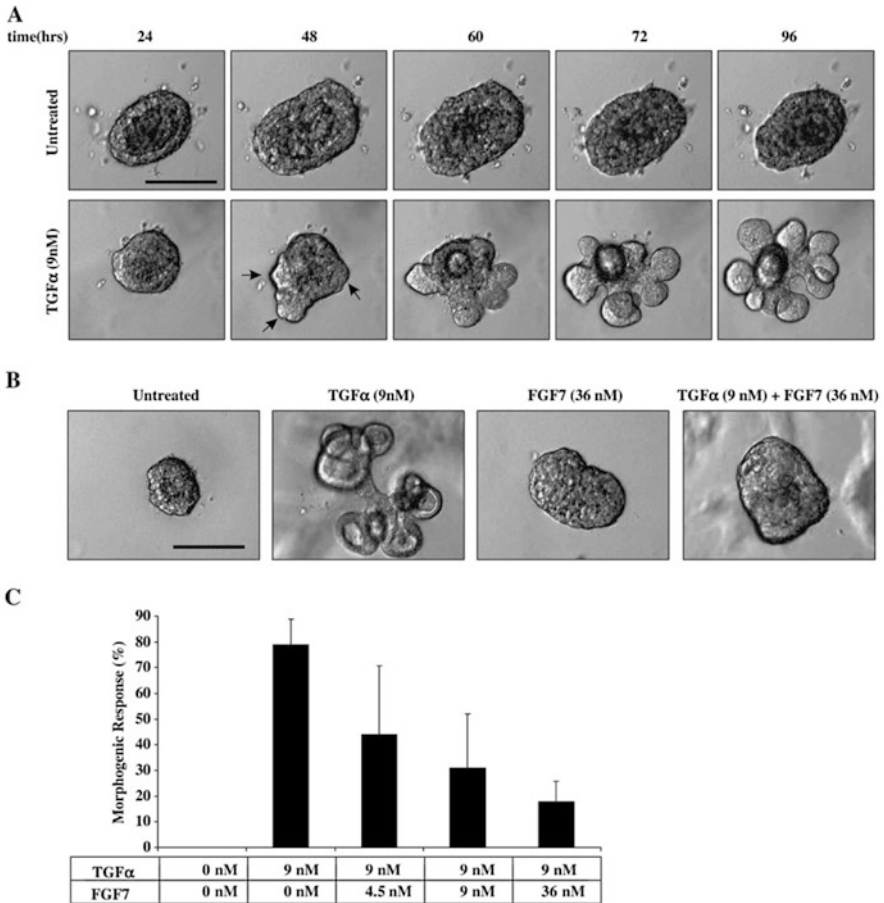 A
time(hrs) 24 48 60 72 96
Untreated
TGFα (9nM)
B
Untreated TGFα (9nM) FGF7 (36 nM) TGFα (9 nM) + FGF7 (36 nM)
C
Morphogenic Response (%)
90
80
70
60
50
40
30
20
10
0
TGFα 0 nM 9 nM 9 nM 9 nM 9 nM
FGF7 0 nM 0 nM 4.5 nM 9 nM 36 nM